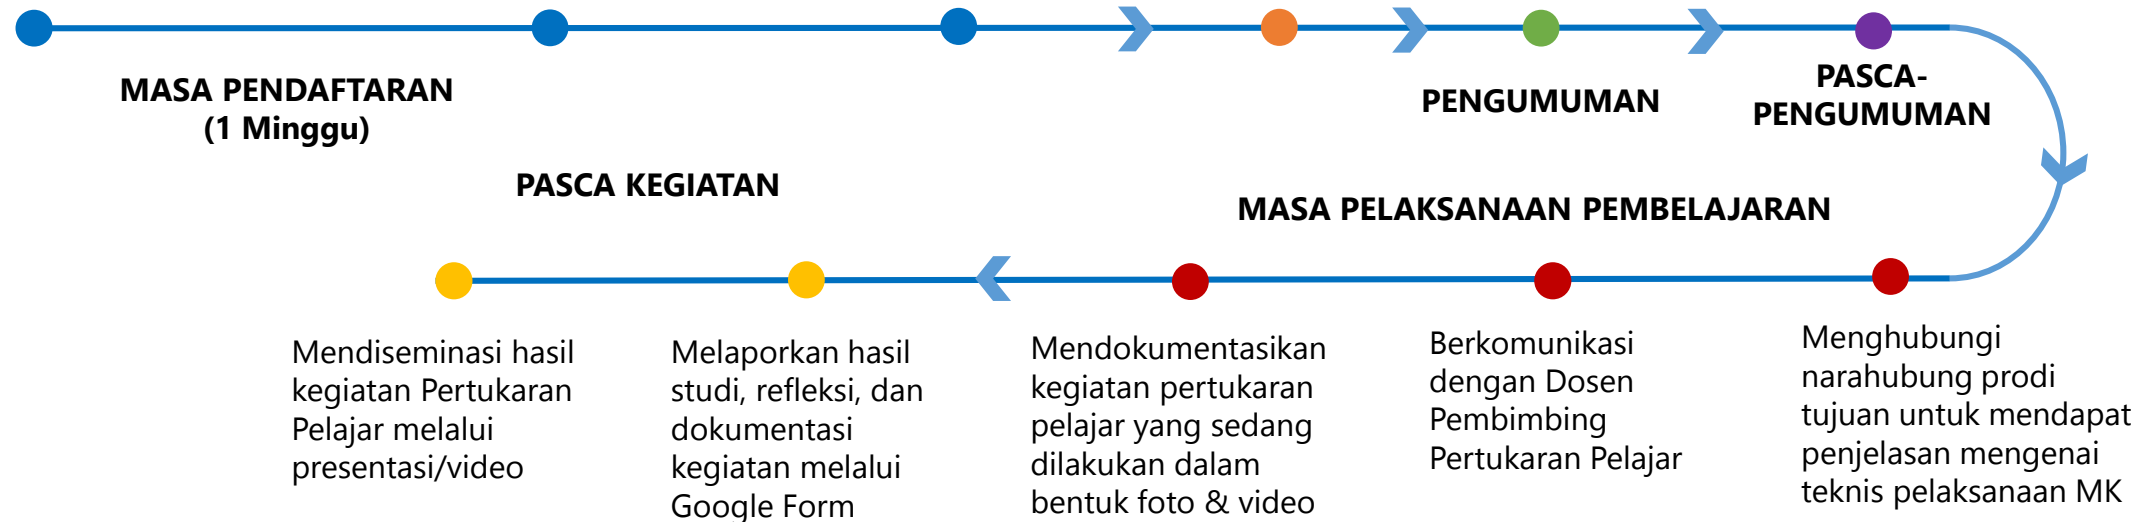 MASA PENDAFTARAN
(1 Minggu)
PENGUMUMAN
PASCA-
PENGUMUMAN
PASCA KEGIATAN
MASA PELAKSANAAN PEMBELAJARAN
Mendiseminasi hasil
kegiatan Pertukaran
Pelajar melalui
presentasi/video
Melaporkan hasil
studi, refleksi, dan
dokumentasi
kegiatan melalui
Google Form
Mendokumentasikan
kegiatan pertukaran
pelajar yang sedang
dilakukan dalam
bentuk foto & video
Berkomunikasi
dengan Dosen
Pembimbing
Pertukaran Pelajar
Menghubungi
narahubung prodi
tujuan untuk mendapat
penjelasan mengenai
teknis pelaksanaan MK